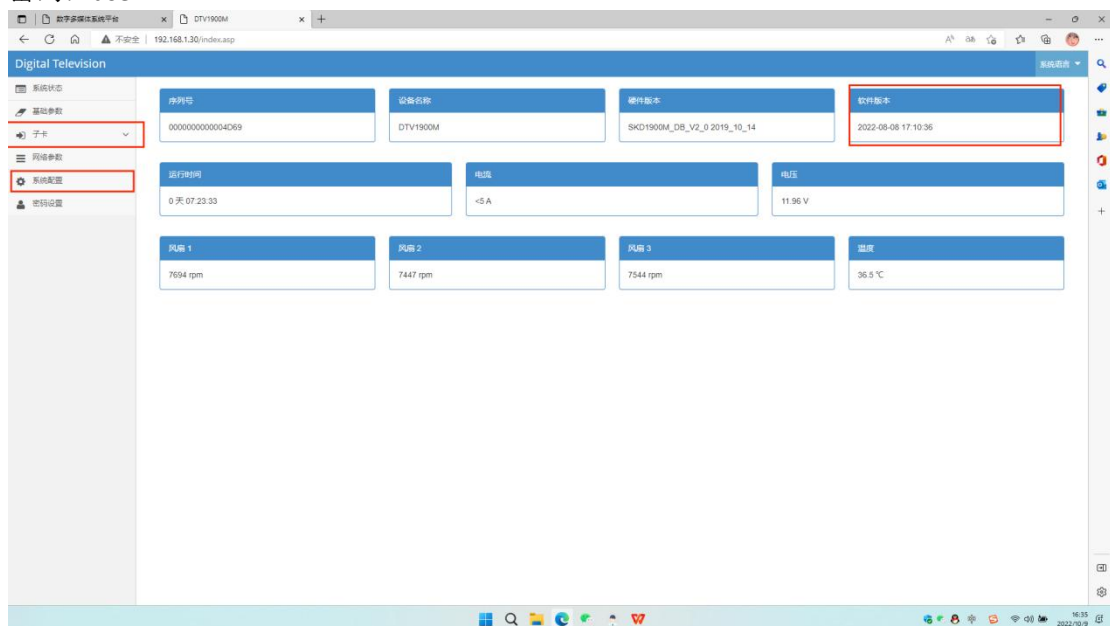 数字多媒体系统平台
DTV1900M
不安全
192.168.1.30/index.asp
Digital Television
系统语言
系统状态
基础参数
子卡
网络参数
系统配置
密码设置
序列号 设备名称 硬件版本 软件版本
0000000000004D69 DTV1900M SKD1900M_DB_V2_0 2019_10_14 2022-08-08 17:10:36
运行时间 电流 电压
0 天 07:23:33 <5 A 11.96 V
风扇 1 风扇 2 风扇 3 温度
7694 rpm 7447 rpm 7544 rpm 36.5 ℃
16:35
2022/10/9